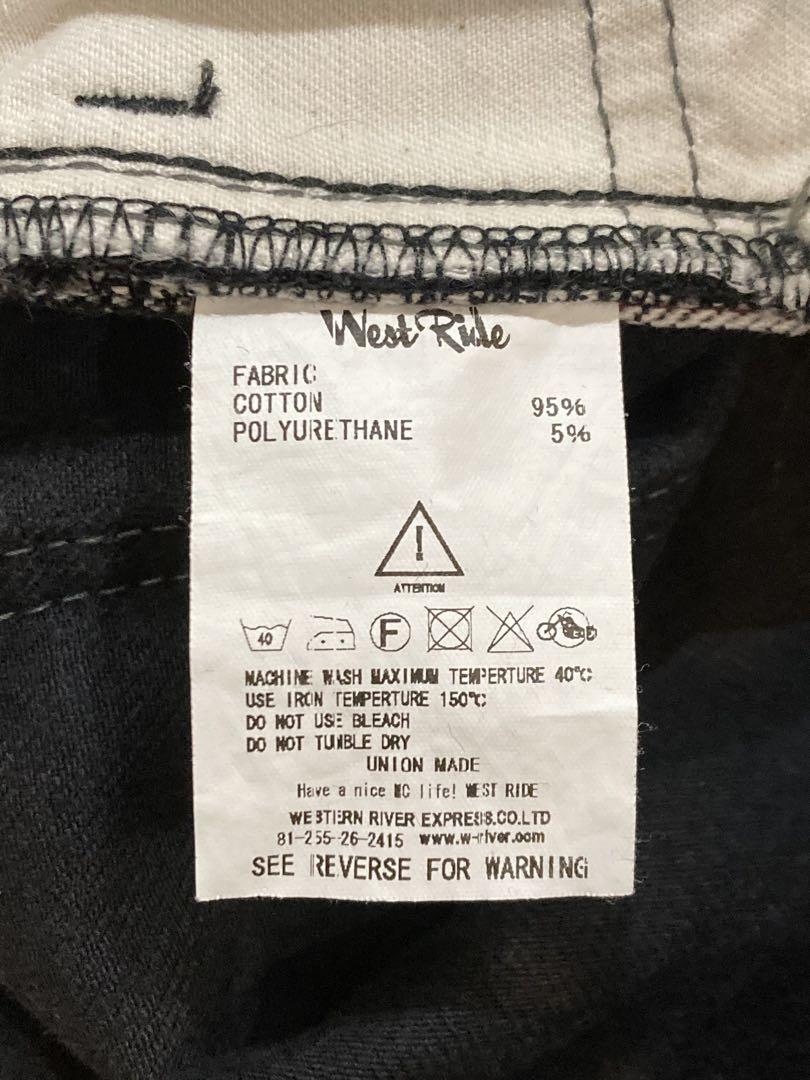 West Ride
FABRIC
COTTON 95%
POLYURETHANE 5%
!
ATTENTION
40 F
MACHINE WASH MAXIMUM TEMPERTURE 40℃
USE IRON TEMPERTURE 150℃
DO NOT USE BLEACH
DO NOT TUMBLE DRY
UNION MADE
Have a nice MC life! WEST RIDE
WESTERN RIVER EXPRESS.CO.LTD
81-255-26-2415 www.w-river.com
SEE REVERSE FOR WARNING